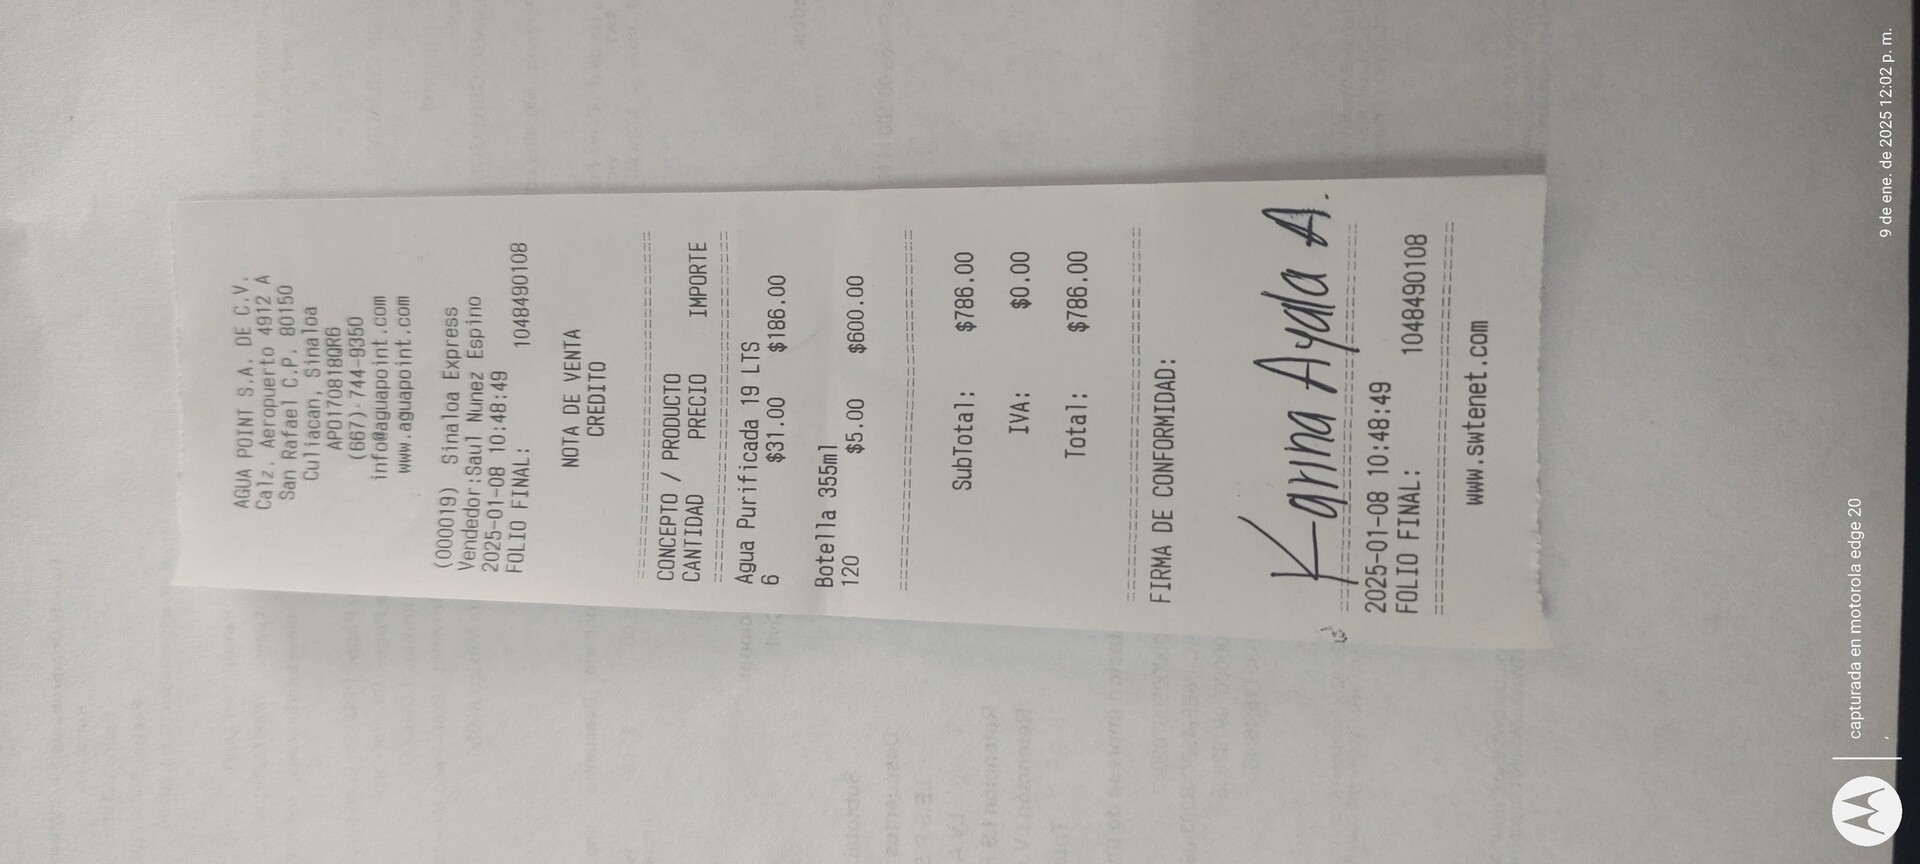 AGUA POINT S.A. DE C.V.
Calz. Aeropuerto 4912 A
San Rafael C.P. 80150
Culiacan, Sinaloa
APO170818QR6
(667)-744-9350
info@aguapoint.com
www.aguapoint.com
(000019) Sinaloa Express
Vendedor:Saul Nunez Espino
2025-01-08 10:48:49
FOLIO FINAL: 1048490108
NOTA DE VENTA
CREDITO
==============================
CONCEPTO / PRODUCTO
CANTIDAD PRECIO IMPORTE
==============================
Agua Purificada 19 LTS
6 $31.00 $186.00
Botella 355ml
120 $5.00 $600.00
==============================
SubTotal: $786.00
IVA: $0.00
Total: $786.00
==============================
FIRMA DE CONFORMIDAD:
Karina Ayala A.
==============================
2025-01-08 10:48:49
FOLIO FINAL: 1048490108
==============================
www.swtenet.com
capturada en motorola edge 20
9 de ene. de 2025 12:02 p. m.